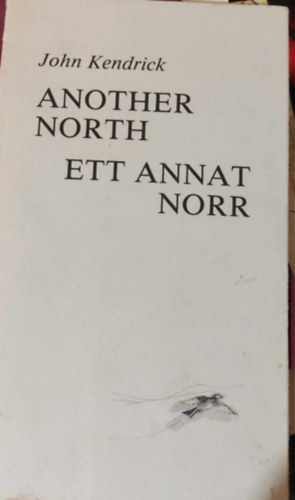 John Kendrick
ANOTHER
NORTH
ETT ANNAT
NORR